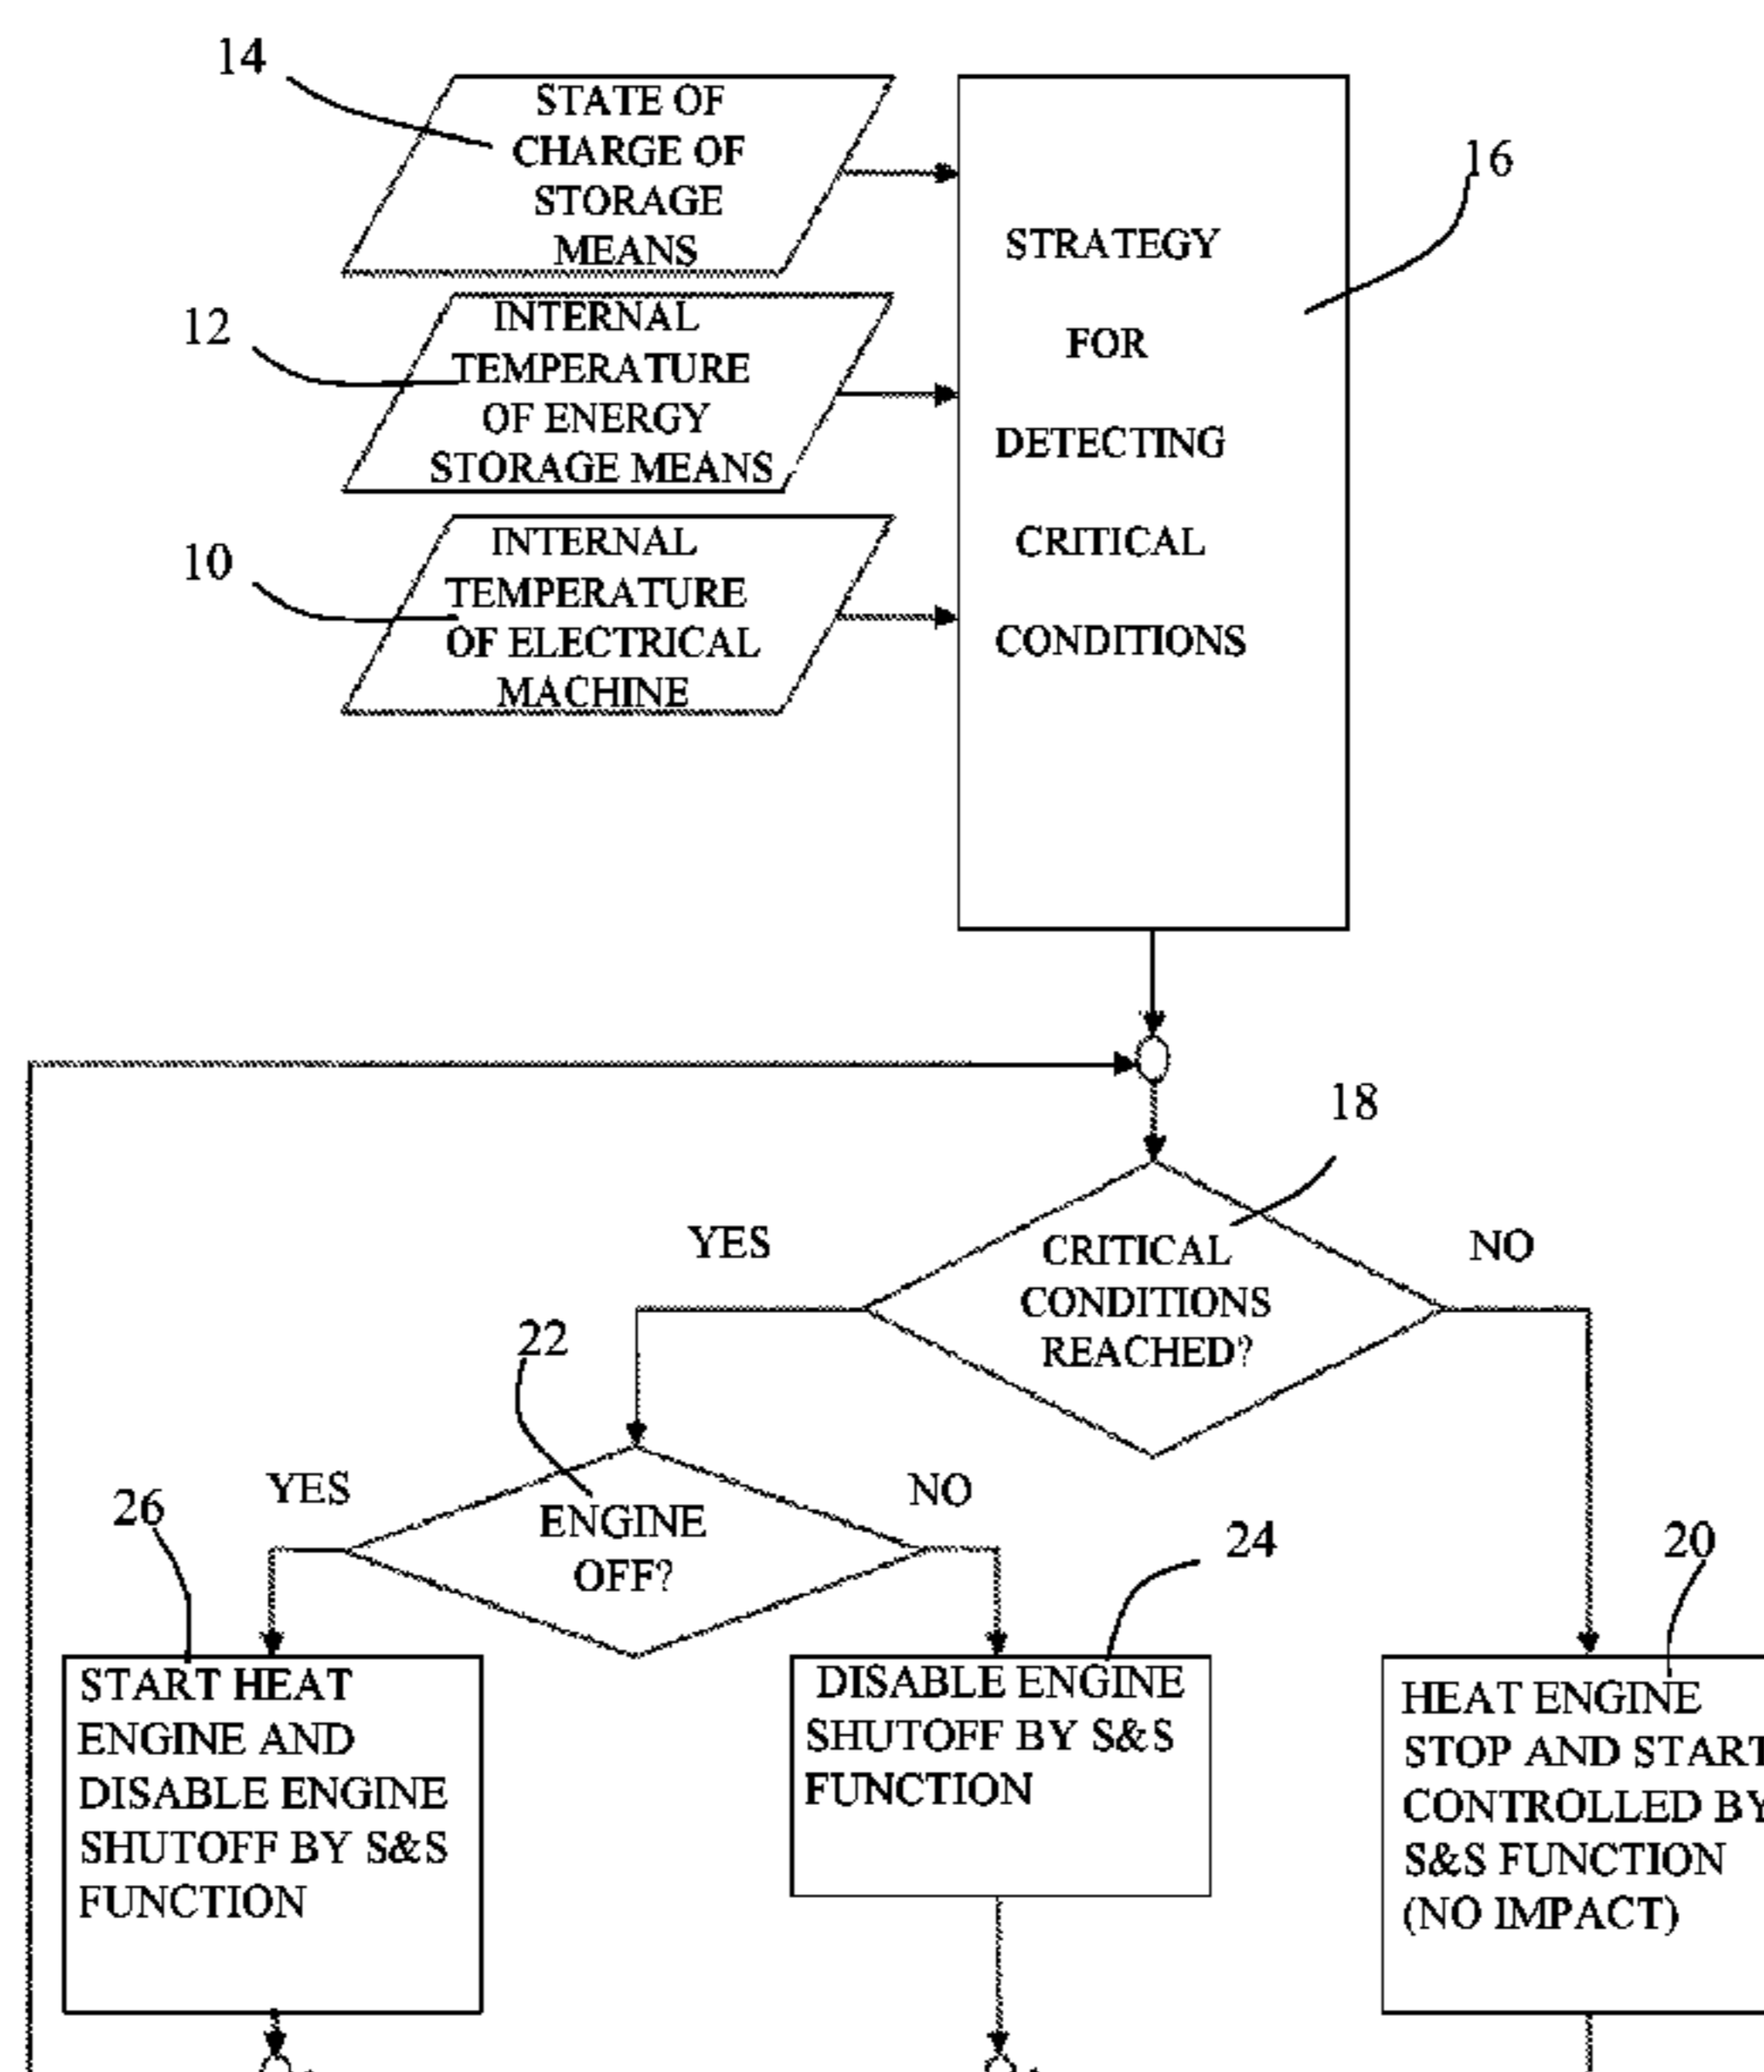 14
STATE OF
CHARGE OF
STORAGE
MEANS
12
INTERNAL
TEMPERATURE
OF ENERGY
STORAGE MEANS
10
INTERNAL
TEMPERATURE
OF ELECTRICAL
MACHINE
16
STRATEGY
FOR
DETECTING
CRITICAL
CONDITIONS
18
YES
CRITICAL
CONDITIONS
REACHED?
NO
22
YES
ENGINE
OFF?
NO
26
START HEAT
ENGINE AND
DISABLE ENGINE
SHUTOFF BY S&S
FUNCTION
24
DISABLE ENGINE
SHUTOFF BY S&S
FUNCTION
20
HEAT ENGINE
STOP AND START
CONTROLLED BY
S&S FUNCTION
(NO IMPACT)